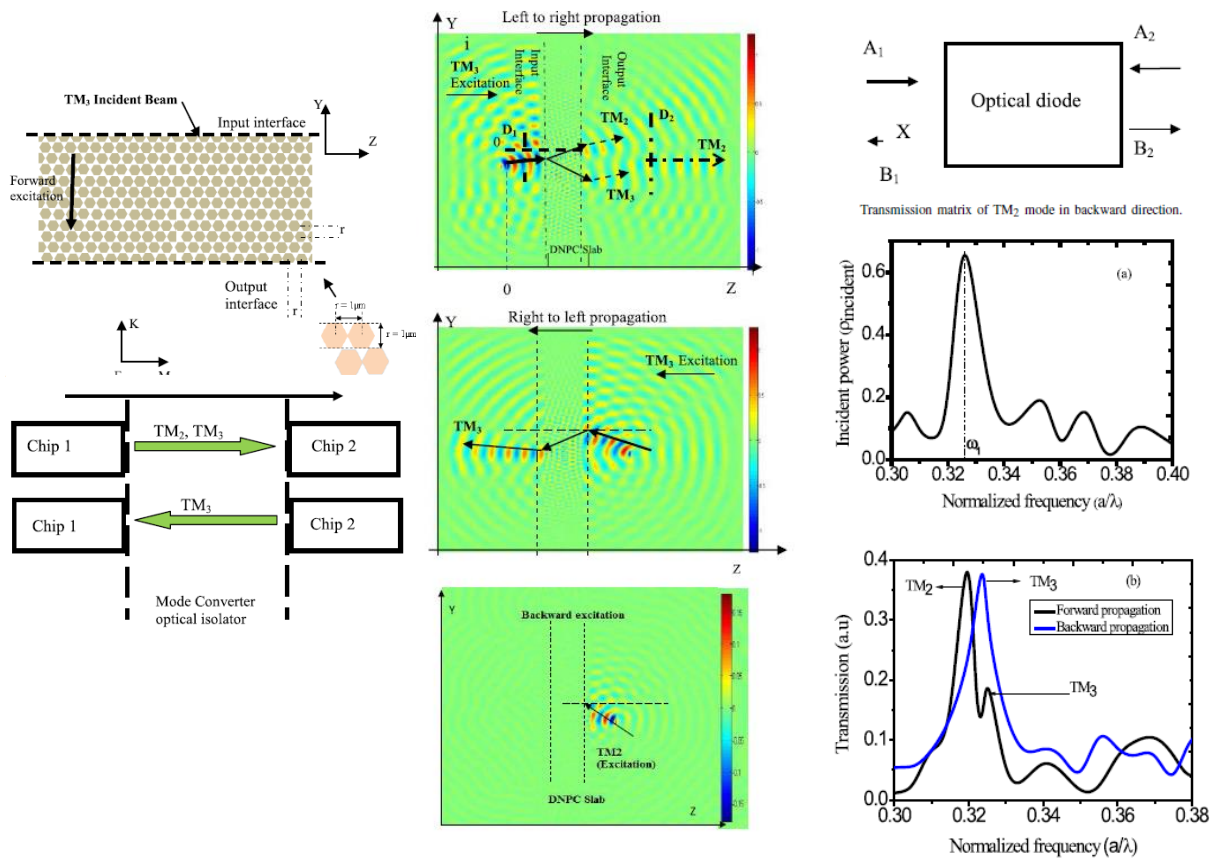 TM₃ Incident Beam
Input interface
Y
Z
Forward
excitation
r
Output
interface
r
r = 1μm
r = 1μm
K
Chip 1
TM₂, TM₃
Chip 2
Chip 1
TM₃
Chip 2
Mode Converter
optical isolator
Left to right propagation
Y
i
TM₃
Excitation
Input
Interface
Output
Interface
D₁
0
TM₂
D₂
TM₂
TM₃
DNPC Slab
0
Z
Right to left propagation
Y
TM₃ Excitation
TM₃
Z
Y
Backward excitation
TM2
(Excitation)
DNPC Slab
Z
A₁
A₂
Optical diode
X
B₁
B₂
Transmission matrix of TM₂ mode in backward direction.
(a)
Incident power (ρincident)
0.6
0.4
0.2
0.0
ω₁
0.30 0.32 0.34 0.36 0.38 0.40
Normalized frequency (a/λ)
(b)
Transmission (a.u)
0.4
0.3
0.2
0.1
0.0
TM₂
TM₃
Forward propagation
Backward propagation
TM₃
0.30 0.32 0.34 0.36 0.38
Normalized frequency (a/λ)